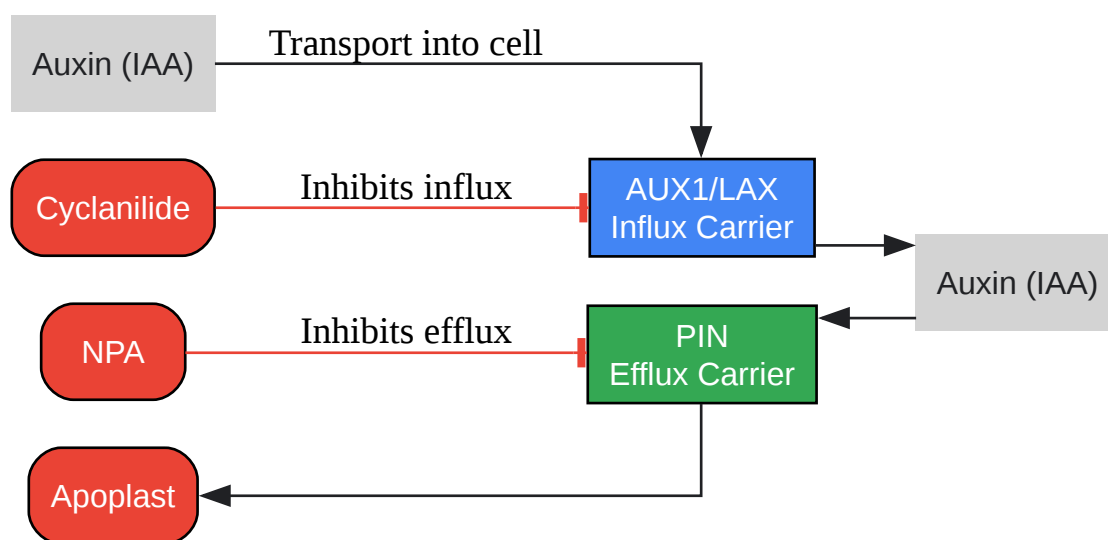 Auxin (IAA)
Transport into cell
Cyclanilide
Inhibits influx
AUX1/LAX
Influx Carrier
Auxin (IAA)
NPA
Inhibits efflux
PIN
Efflux Carrier
Apoplast